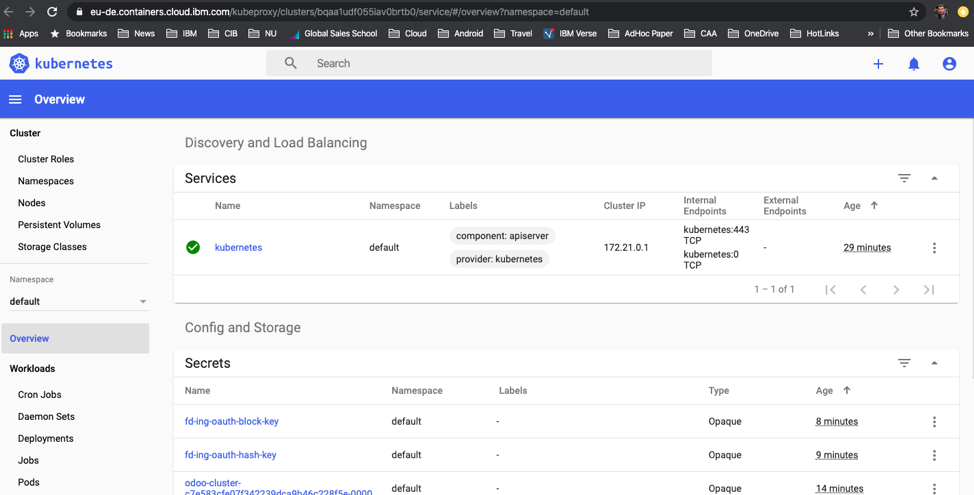 eu-de.containers.cloud.ibm.com/kubeproxy/clusters/bqaa1udf055iav0brtb0/service/#/overview?namespace=default
Apps Bookmarks News IBM CIB NU Global Sales School Cloud Android Travel IBM Verse AdHoc Paper CAA OneDrive HotLinks » Other Bookmarks
kubernetes
Search
Overview
Cluster
Cluster Roles
Namespaces
Nodes
Persistent Volumes
Storage Classes
Namespace
default
Overview
Workloads
Cron Jobs
Daemon Sets
Deployments
Jobs
Pods
Discovery and Load Balancing
Services
Name Namespace Labels Cluster IP Internal Endpoints External Endpoints Age
kubernetes default component: apiserver provider: kubernetes 172.21.0.1 kubernetes:443 TCP kubernetes:0 TCP - 29 minutes
1 – 1 of 1
Config and Storage
Secrets
Name Namespace Labels Type Age
fd-ing-oauth-block-key default - Opaque 8 minutes
fd-ing-oauth-hash-key default - Opaque 9 minutes
odoo-cluster- default - Opaque 14 minutes
c7e583cfe07f342239dca9b46c228f5e-0000